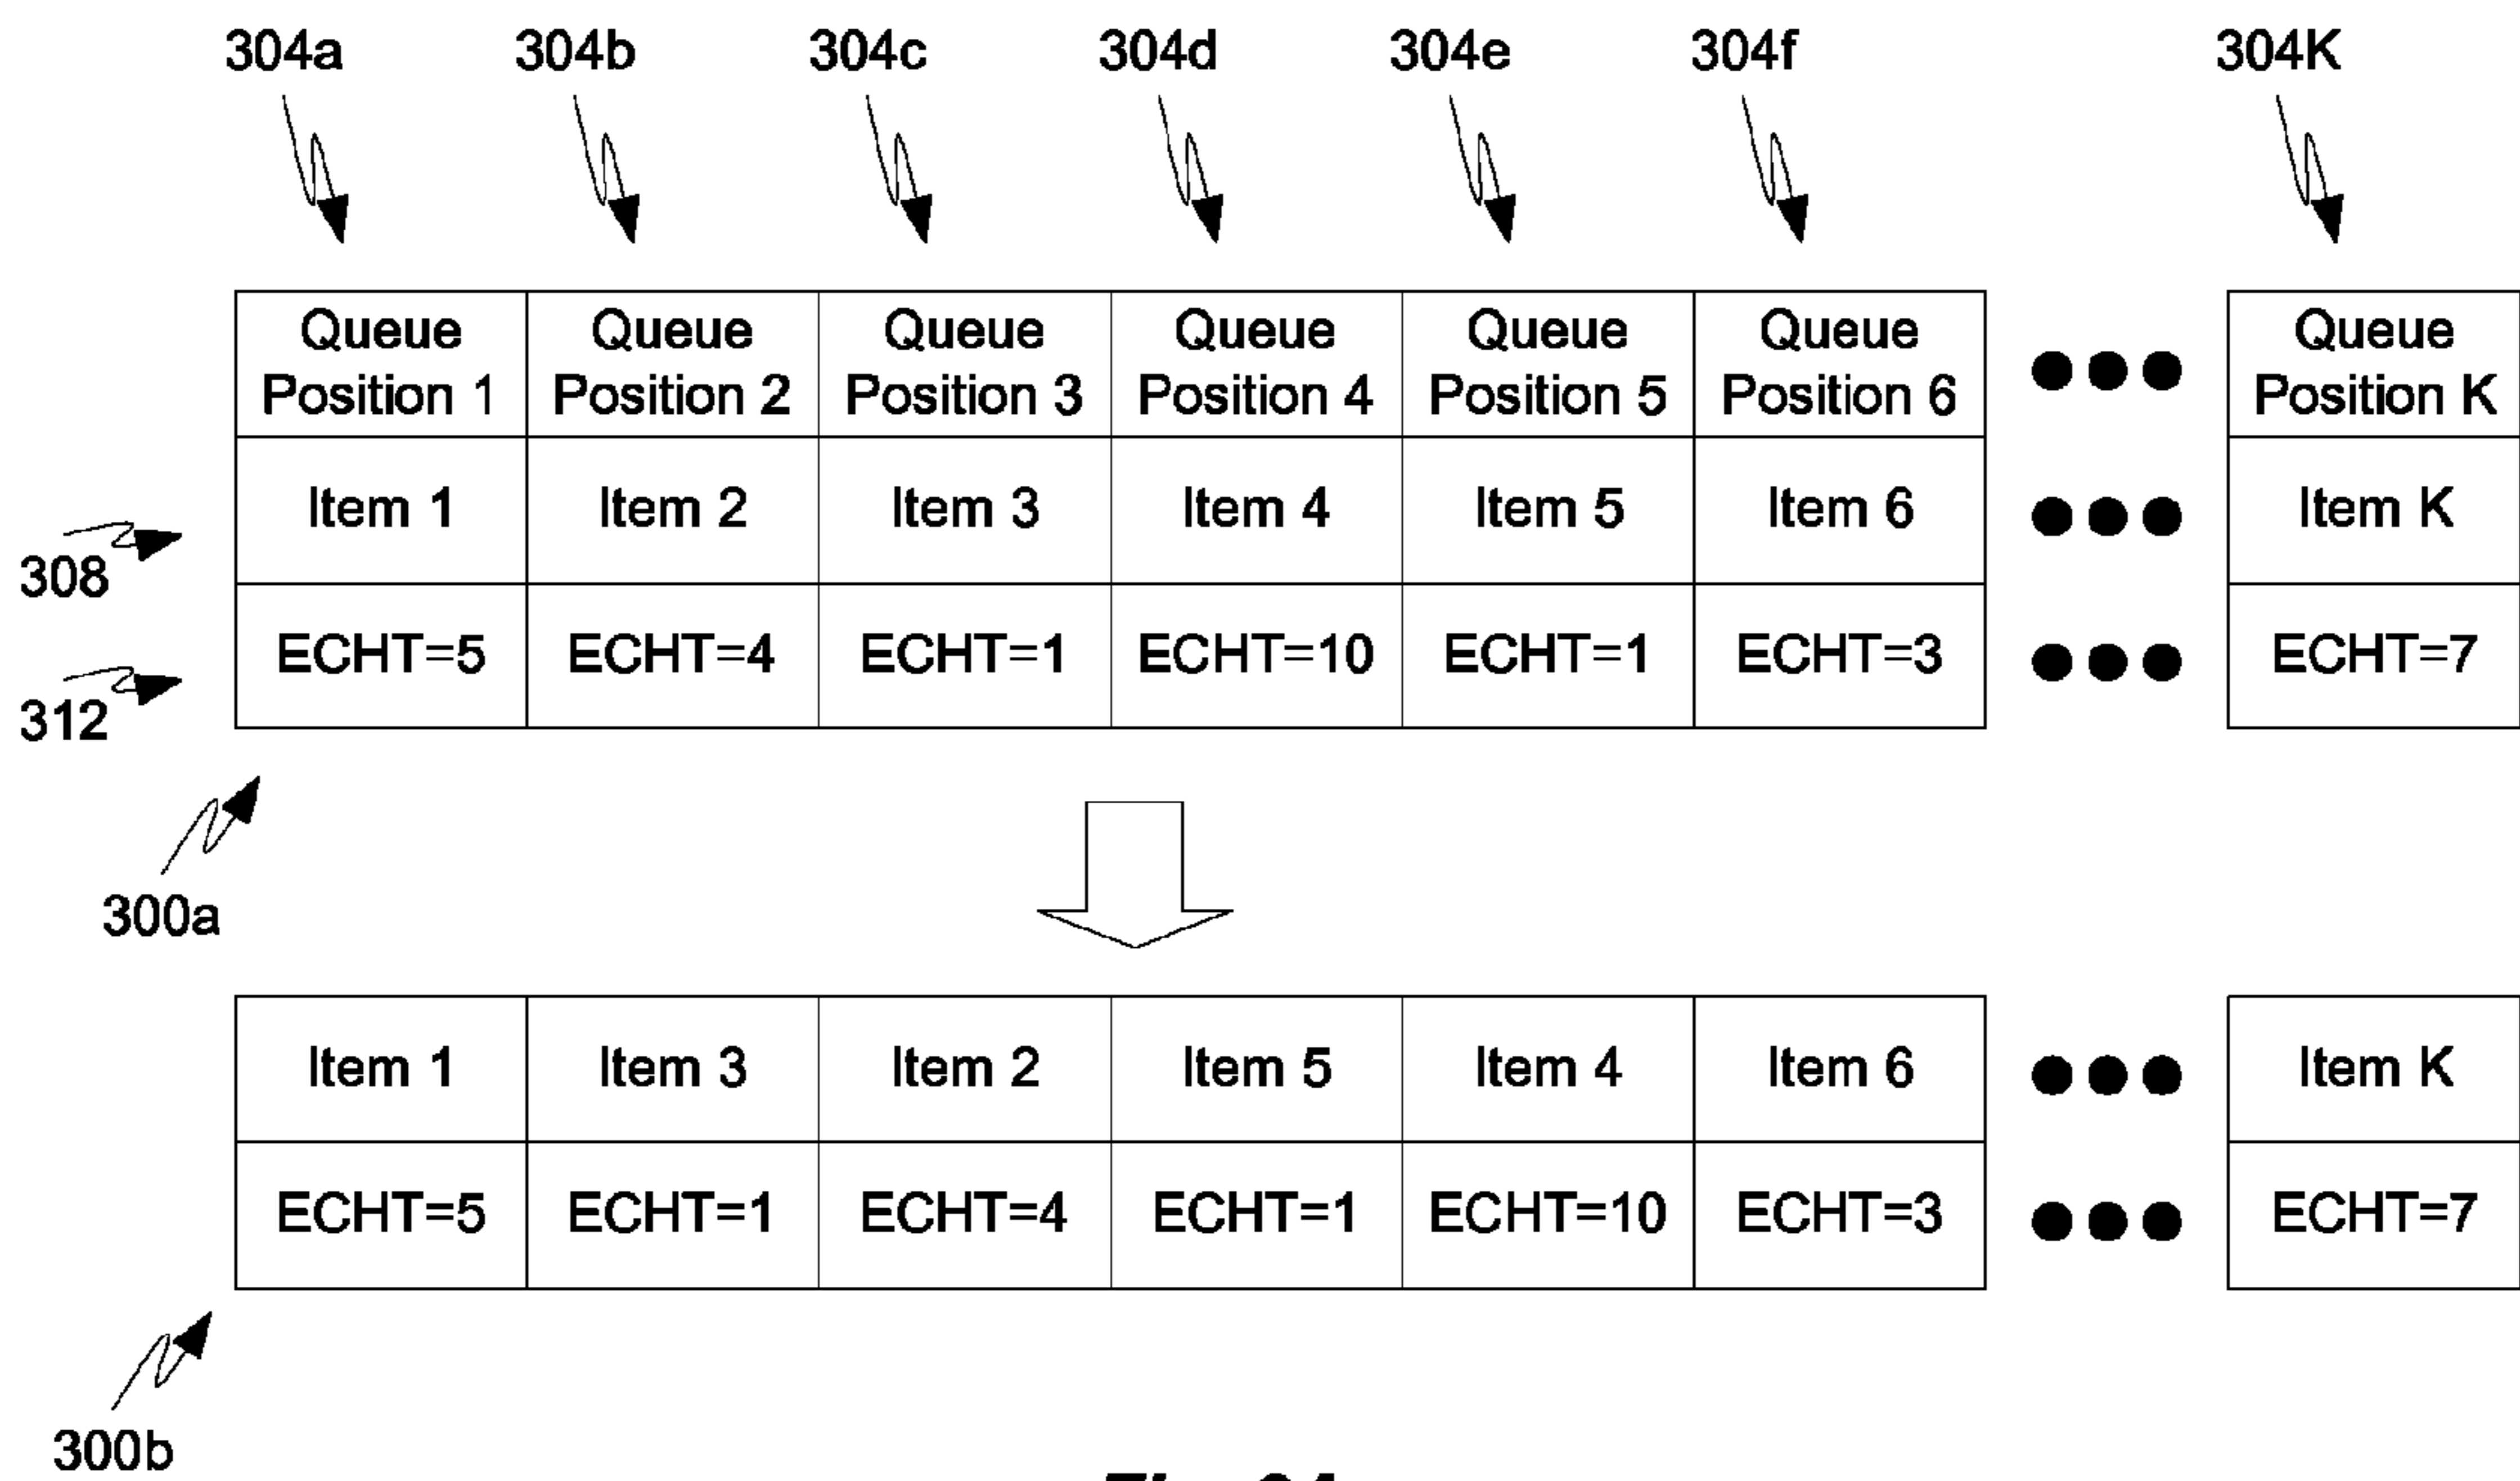 304a 304b 304c 304d 304e 304f 304K
Queue Queue Queue Queue Queue Queue Queue
Position 1 Position 2 Position 3 Position 4 Position 5 Position 6 Position K
Item 1 Item 2 Item 3 Item 4 Item 5 Item 6 Item K
308
ECHT=5 ECHT=4 ECHT=1 ECHT=10 ECHT=1 ECHT=3 ECHT=7
312
300a
Item 1 Item 3 Item 2 Item 5 Item 4 Item 6 Item K
ECHT=5 ECHT=1 ECHT=4 ECHT=1 ECHT=10 ECHT=3 ECHT=7
300b